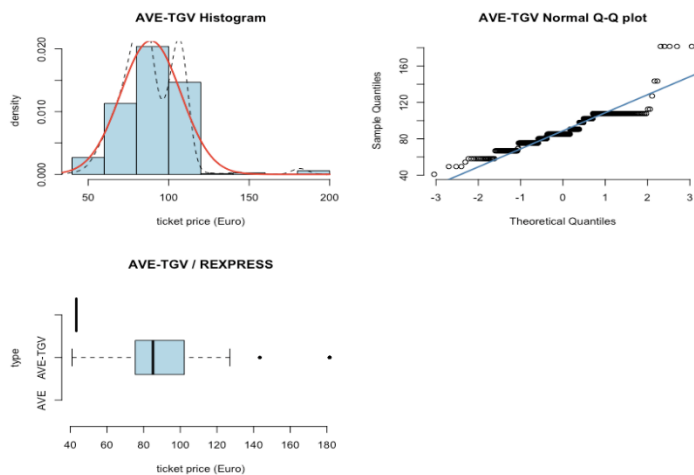 AVE-TGV Histogram
density
0.000
0.010
0.020
50
100
150
200
ticket price (Euro)
AVE-TGV Normal Q-Q plot
Sample Quantiles
40
80
120
160
-3
-2
-1
0
1
2
3
Theoretical Quantiles
AVE-TGV / REXPRESS
type
AVE
AVE-TGV
40
60
80
100
120
140
160
180
ticket price (Euro)